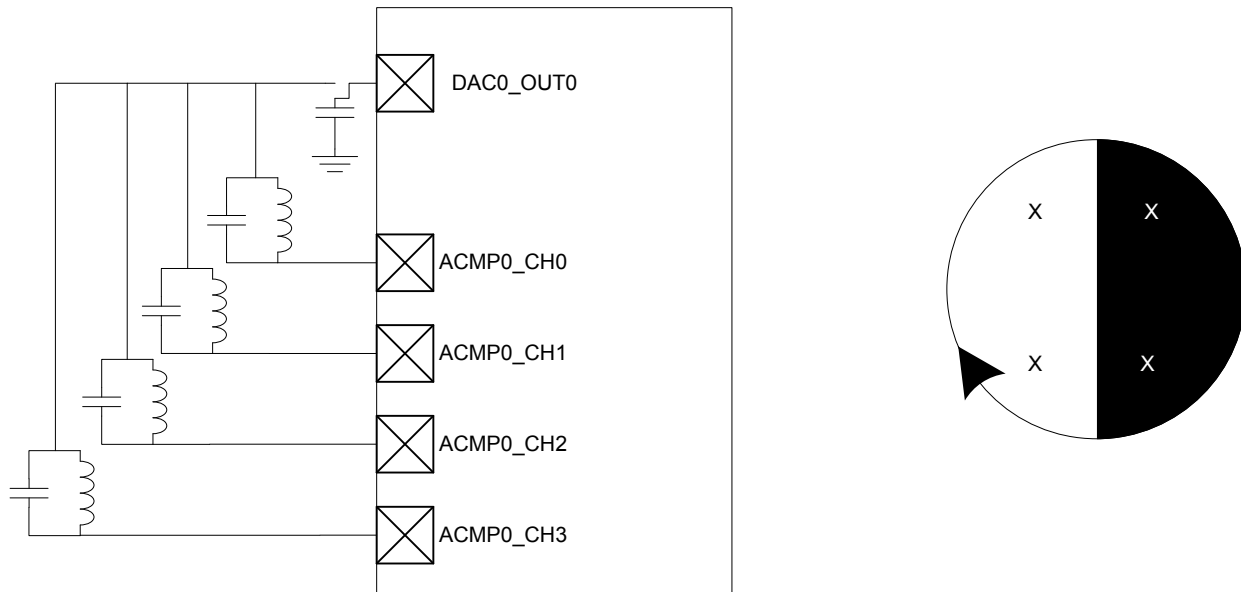 DAC0_OUT0
X X
ACMP0_CH0
ACMP0_CH1
X X
ACMP0_CH2
ACMP0_CH3